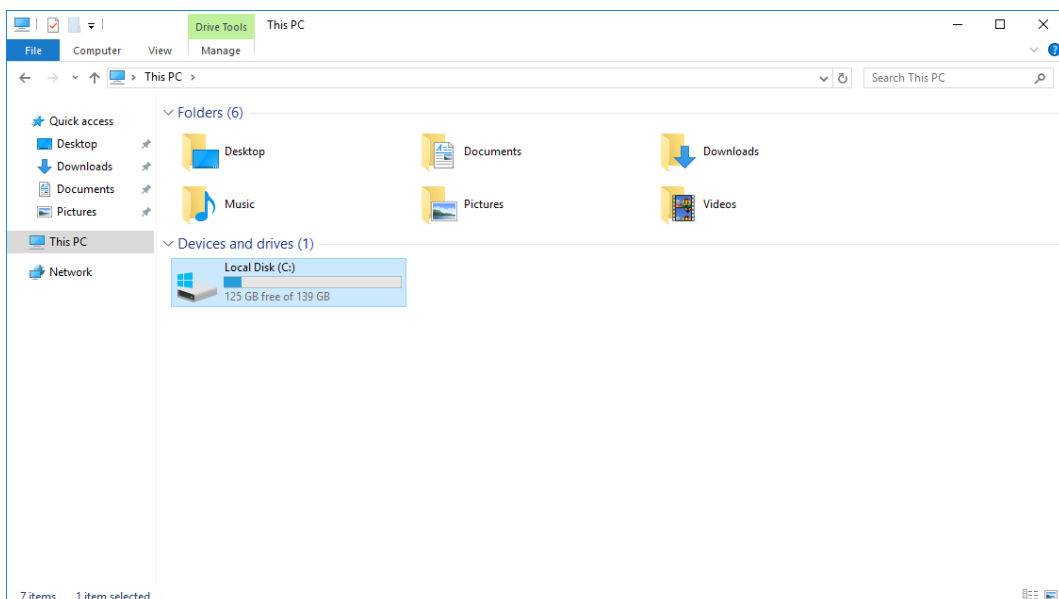 Drive Tools This PC
File Computer View Manage
This PC
Search This PC
Quick access
Desktop
Downloads
Documents
Pictures
This PC
Network
Folders (6)
Desktop Documents Downloads
Music Pictures Videos
Devices and drives (1)
Local Disk (C:)
125 GB free of 139 GB
7 items 1 item selected